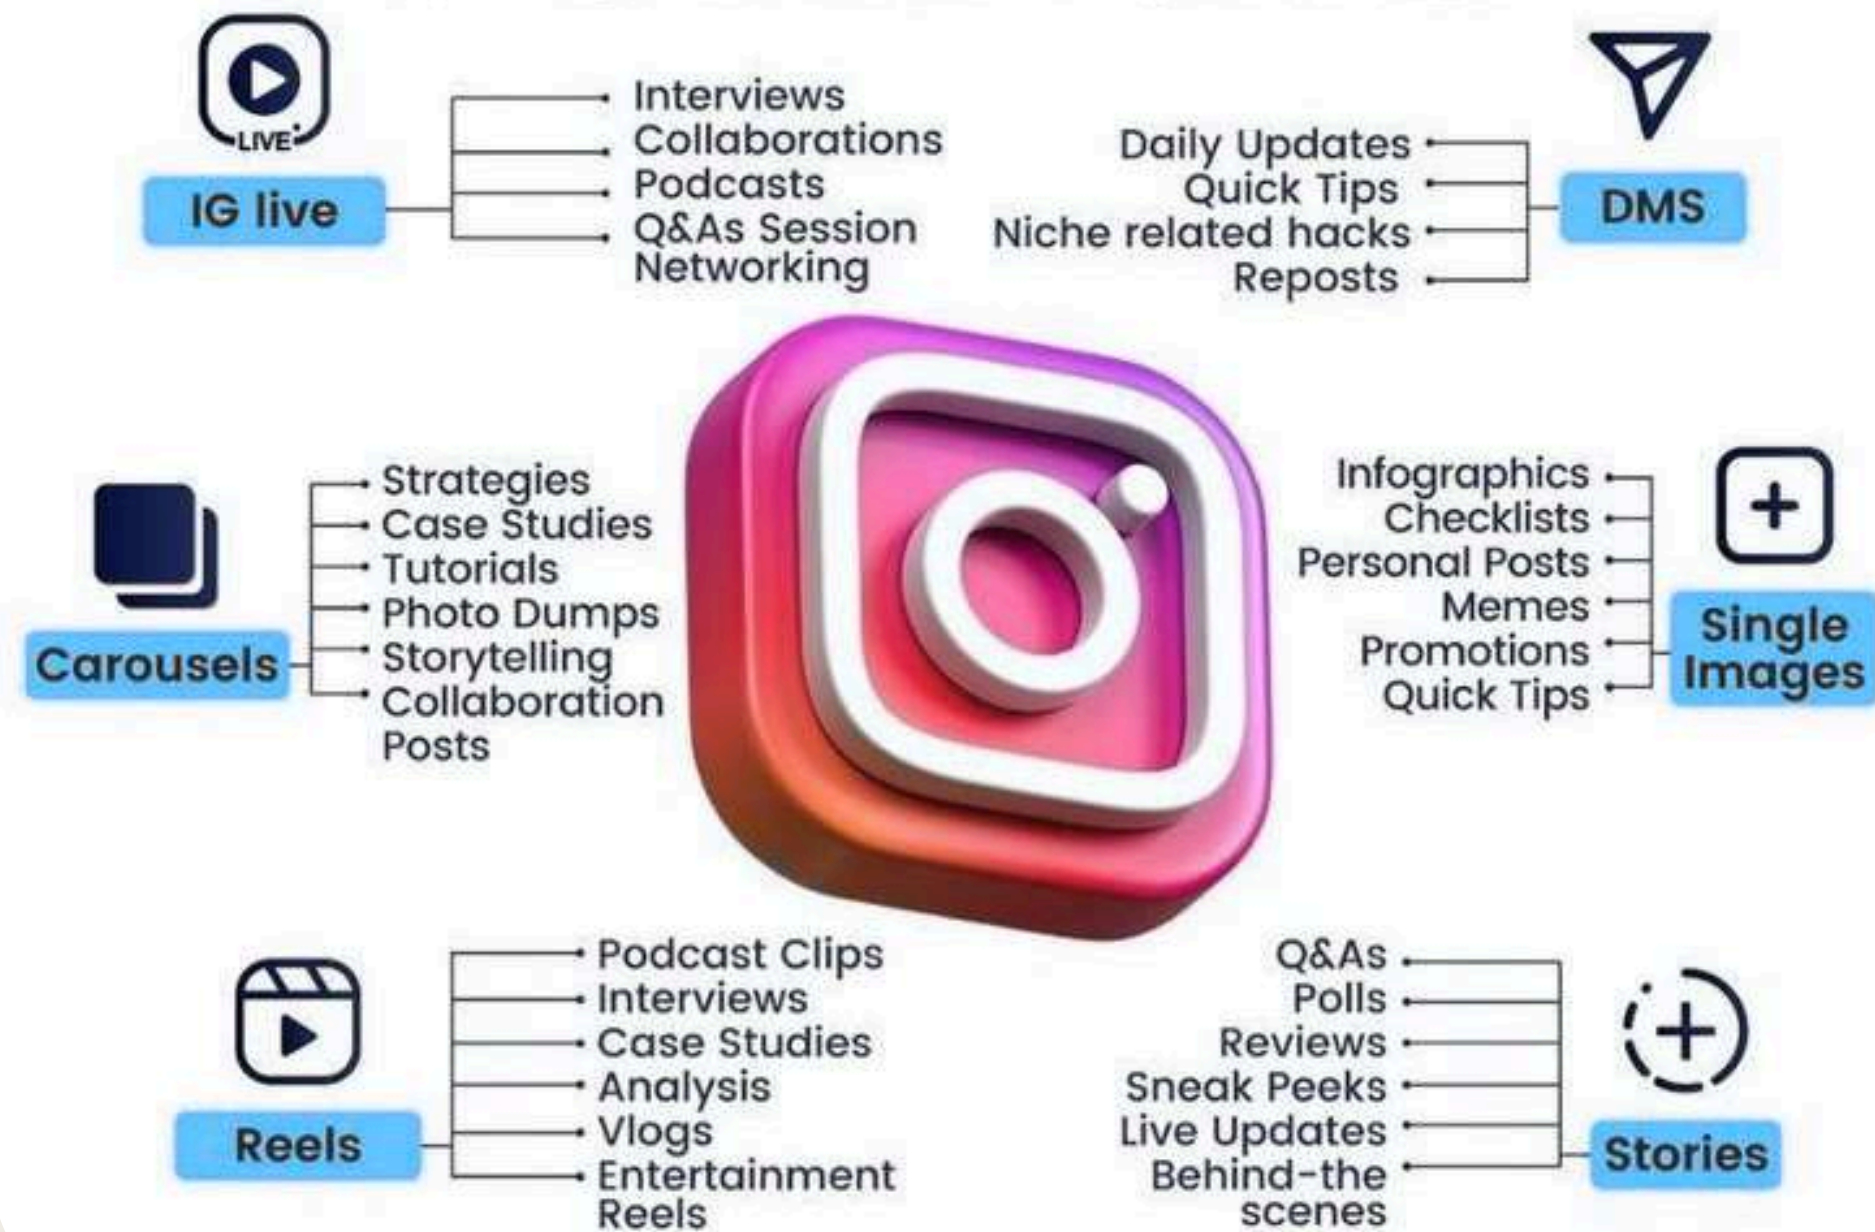 LIVE
IG live
Interviews
Collaborations
Podcasts
Q&As Session
Networking
DMS
Daily Updates
Quick Tips
Niche related hacks
Reposts
Carousels
Strategies
Case Studies
Tutorials
Photo Dumps
Storytelling
Collaboration
Posts
Single
Images
Infographics
Checklists
Personal Posts
Memes
Promotions
Quick Tips
Reels
Podcast Clips
Interviews
Case Studies
Analysis
Vlogs
Entertainment
Reels
Stories
Q&As
Polls
Reviews
Sneak Peeks
Live Updates
Behind-the
scenes